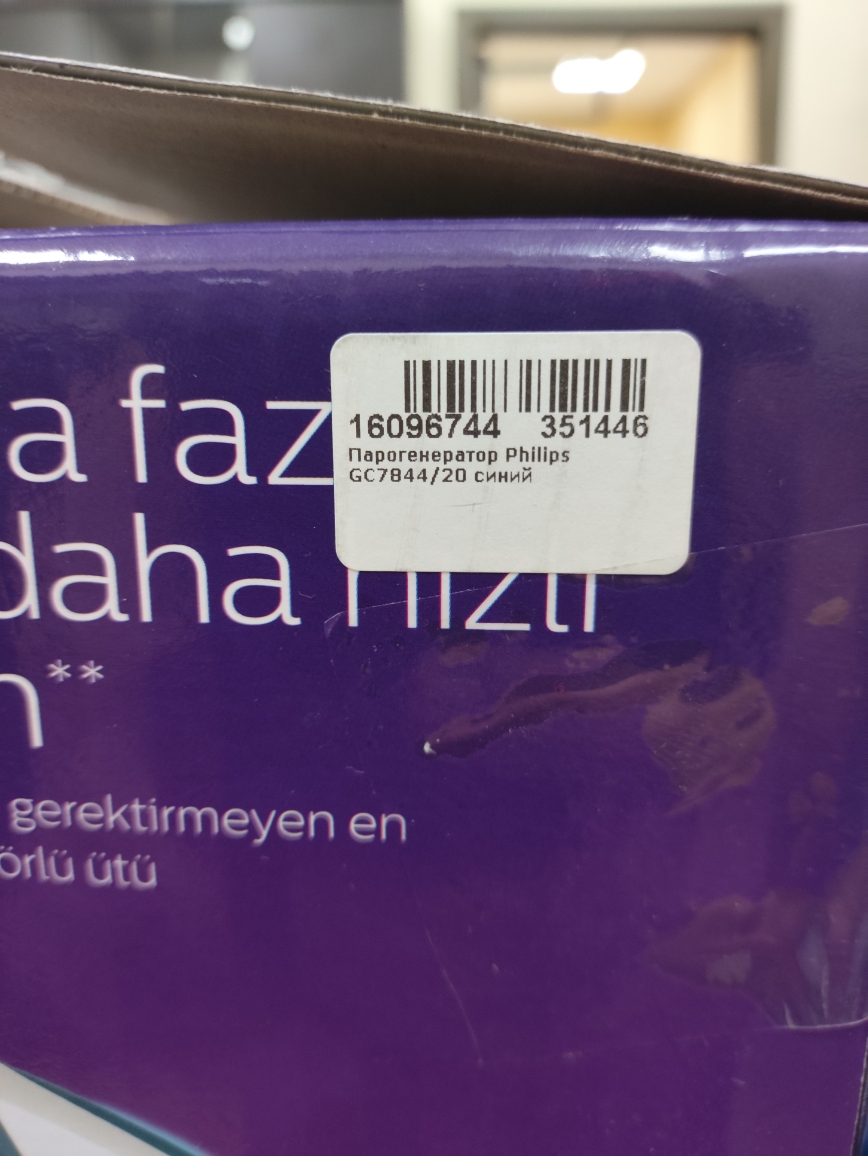 a faz
16096744 351446
Парогенератор Philips
GC7844/20 синий
daha hızlı
**
gerektirmeyen en
örlü ütü